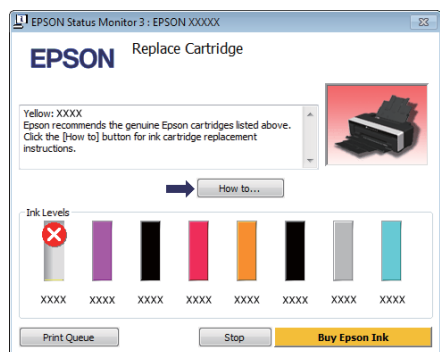 EPSON Status Monitor 3 : EPSON XXXXX
EPSON
Replace Cartridge
Yellow: XXXX
Epson recommends the genuine Epson cartridges listed above.
Click the [How to] button for ink cartridge replacement
instructions.
How to...
Ink Levels
XXXX XXXX XXXX XXXX XXXX XXXX XXXX XXXX
Print Queue Stop Buy Epson Ink